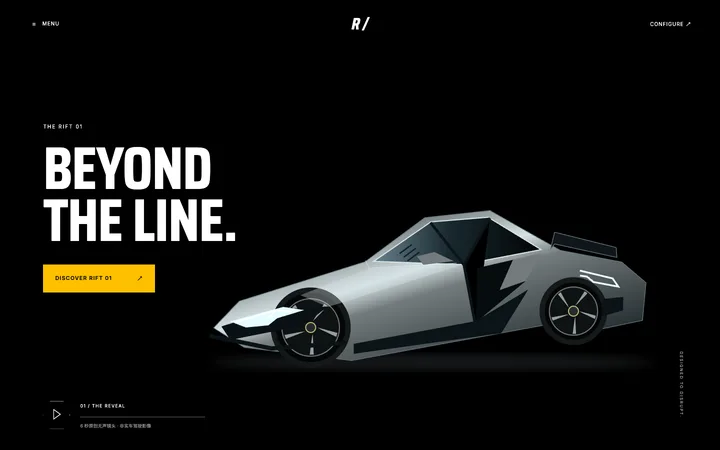 MENU
R/
CONFIGURE ↗
THE RIFT 01
BEYOND
THE LINE.
DISCOVER RIFT 01 ↗
01 / THE REVEAL
DESIGNED TO DISRUPT.